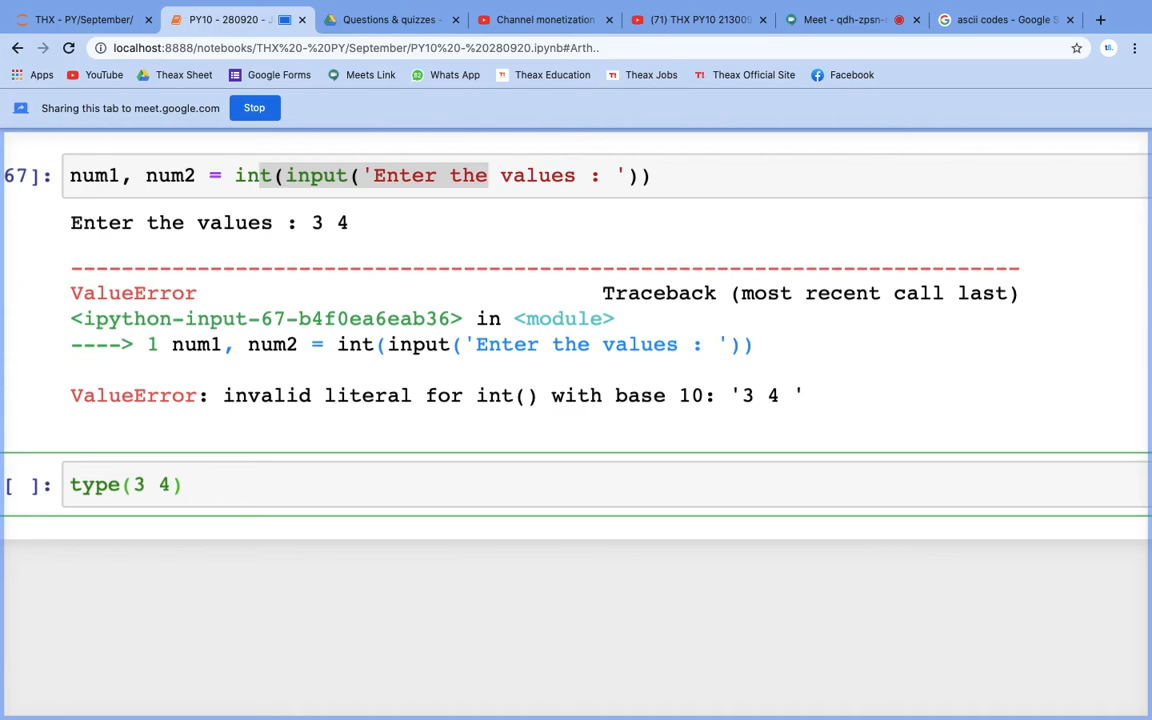 THX - PY/September/
PY10 - 280920 - J
Questions & quizzes -
Channel monetization
(71) THX PY10 21300
Meet - qdh-zpsn-
ascii codes - Google S
localhost:8888/notebooks/THX%20-%20PY/September/PY10%20-%20280920.ipynb#Arth..
Apps
YouTube
Theax Sheet
Google Forms
Meets Link
Whats App
Theax Education
Theax Jobs
Theax Official Site
Facebook
Sharing this tab to meet.google.com
Stop
67]: num1, num2 = int(input('Enter the values : '))
Enter the values : 3 4
---------------------------------------------------------------------------
ValueError Traceback (most recent call last)
<ipython-input-67-b4f0ea6eab36> in <module>
----> 1 num1, num2 = int(input('Enter the values : '))
ValueError: invalid literal for int() with base 10: '3 4 '
[ ]: type(3 4)